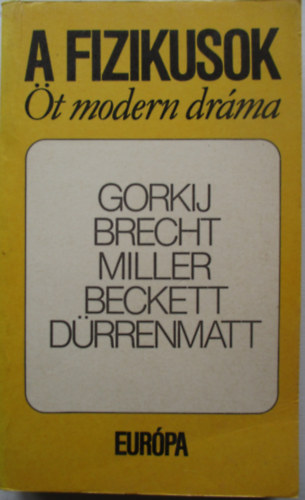 A FIZIKUSOK
Öt modern dráma
GORKIJ
BRECHT
MILLER
BECKETT
DÜRRENMATT
EURÓPA